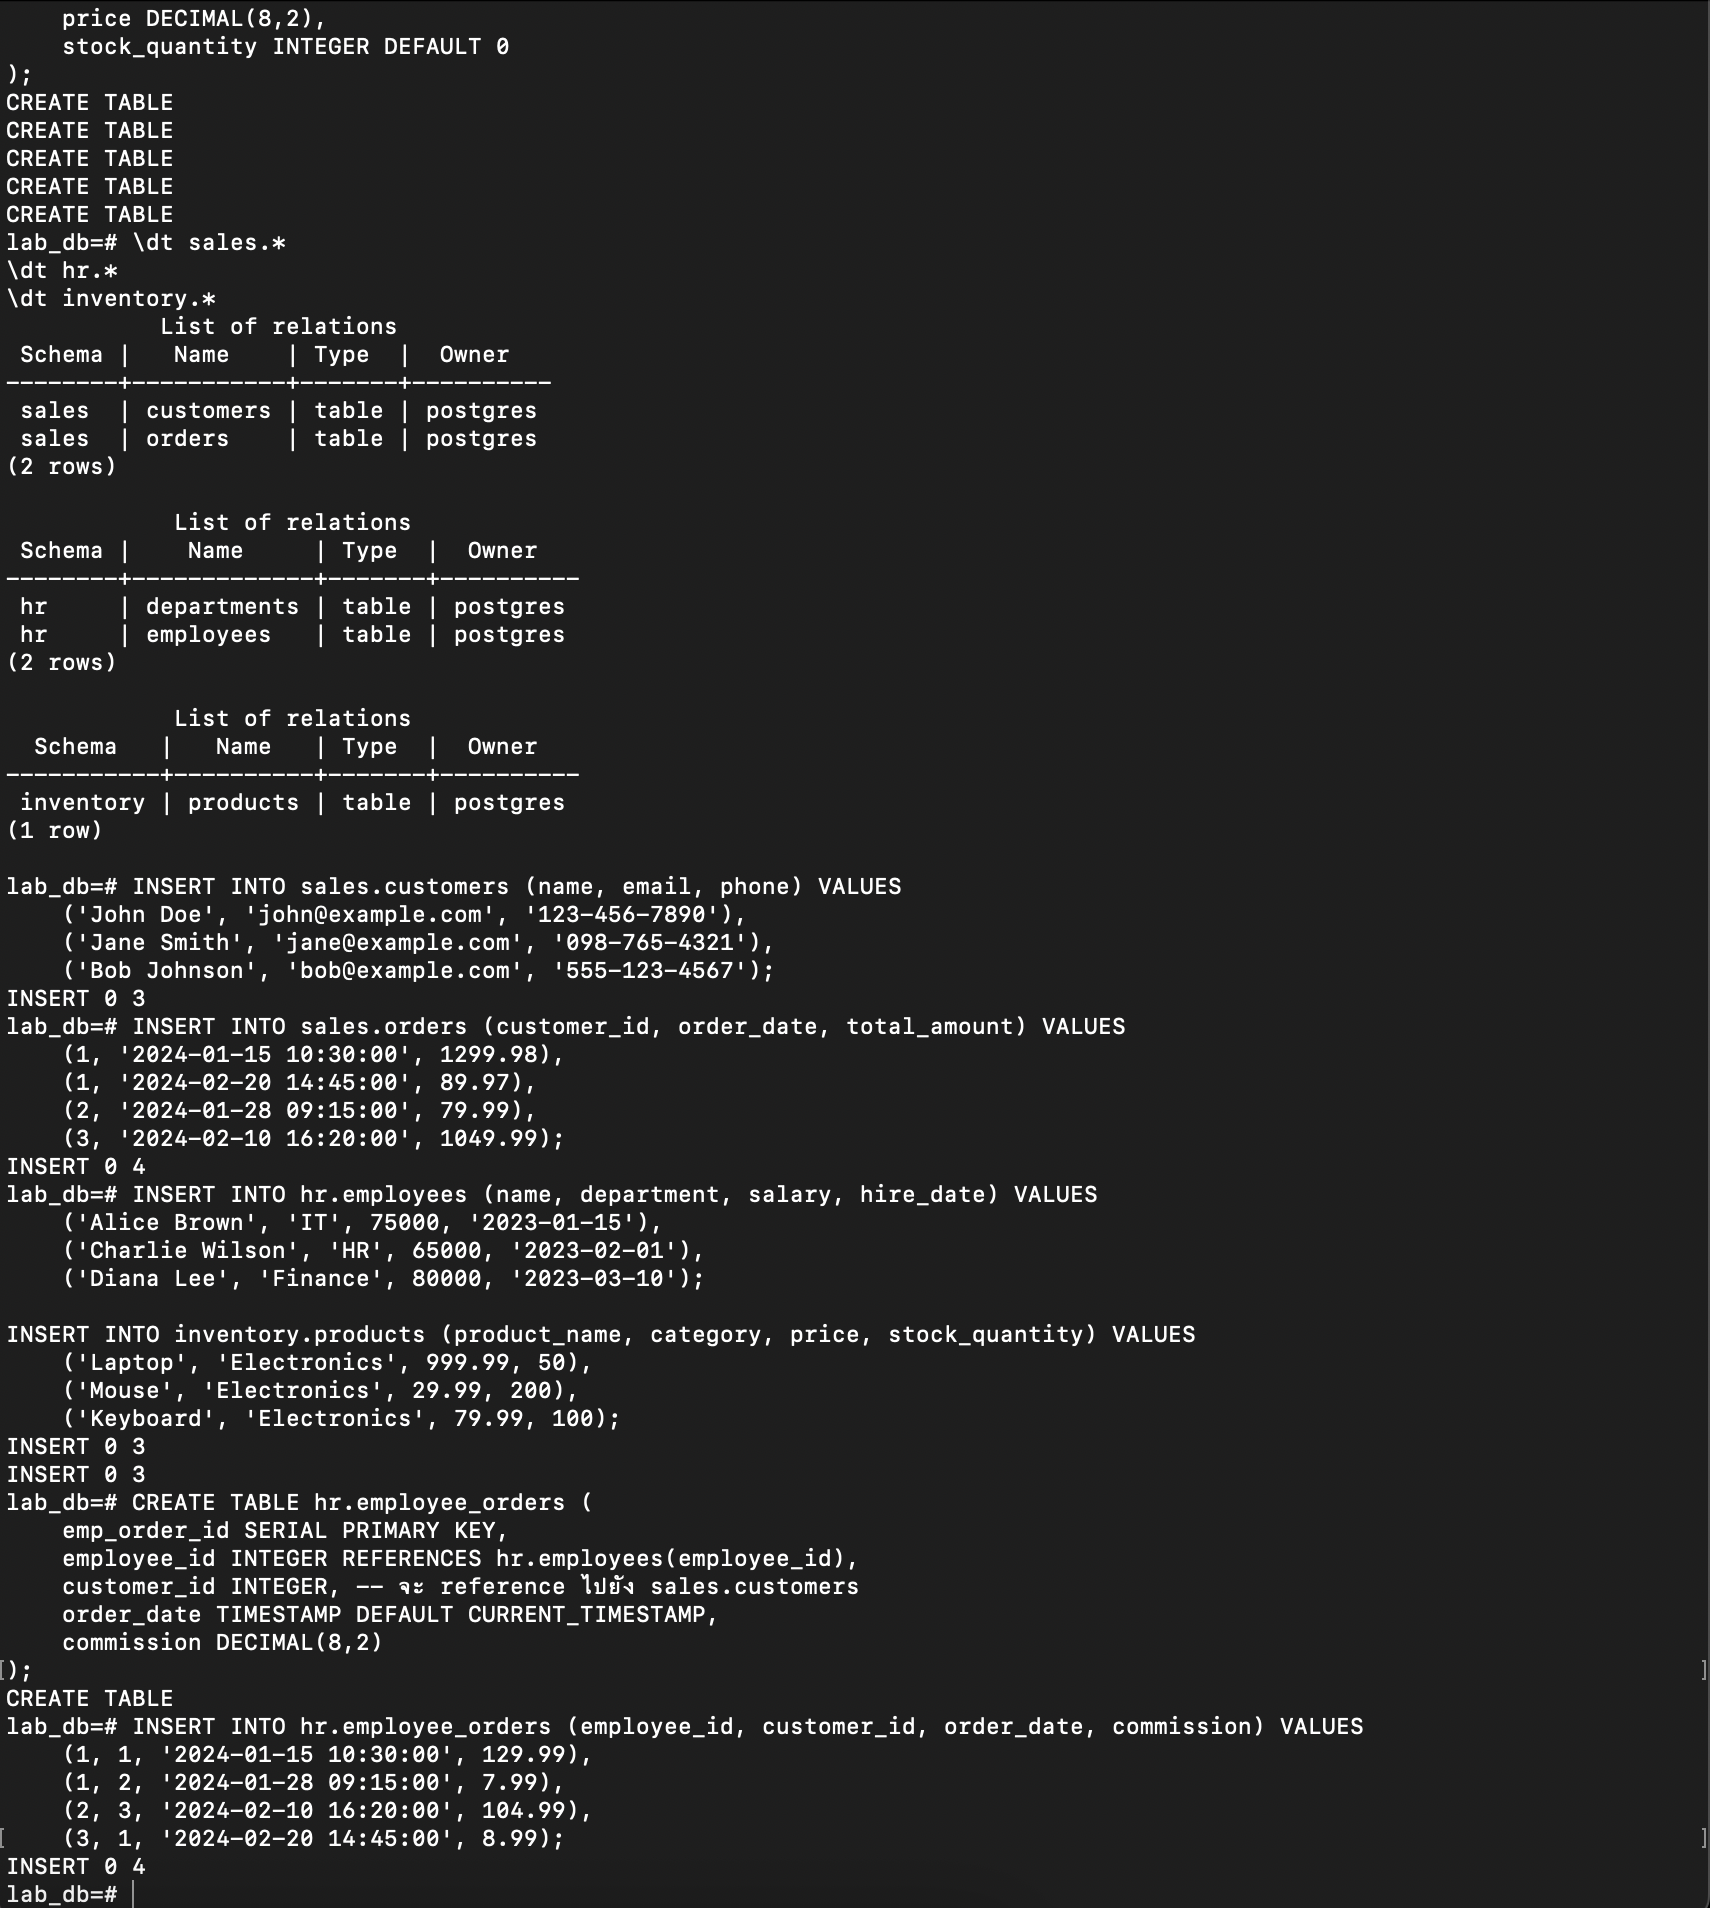 price DECIMAL(8,2),
    stock_quantity INTEGER DEFAULT 0
);
CREATE TABLE
CREATE TABLE
CREATE TABLE
CREATE TABLE
CREATE TABLE
lab_db=# \dt sales.*
\dt hr.*
\dt inventory.*
           List of relations
 Schema |   Name    | Type  |  Owner
--------+-----------+-------+----------
 sales  | customers | table | postgres
 sales  | orders    | table | postgres
(2 rows)

            List of relations
 Schema |    Name     | Type  |  Owner
--------+-------------+-------+----------
 hr     | departments | table | postgres
 hr     | employees   | table | postgres
(2 rows)

            List of relations
  Schema   |   Name   | Type  |  Owner
-----------+----------+-------+----------
 inventory | products | table | postgres
(1 row)

lab_db=# INSERT INTO sales.customers (name, email, phone) VALUES
    ('John Doe', 'john@example.com', '123-456-7890'),
    ('Jane Smith', 'jane@example.com', '098-765-4321'),
    ('Bob Johnson', 'bob@example.com', '555-123-4567');
INSERT 0 3
lab_db=# INSERT INTO sales.orders (customer_id, order_date, total_amount) VALUES
    (1, '2024-01-15 10:30:00', 1299.98),
    (1, '2024-02-20 14:45:00', 89.97),
    (2, '2024-01-28 09:15:00', 79.99),
    (3, '2024-02-10 16:20:00', 1049.99);
INSERT 0 4
lab_db=# INSERT INTO hr.employees (name, department, salary, hire_date) VALUES
    ('Alice Brown', 'IT', 75000, '2023-01-15'),
    ('Charlie Wilson', 'HR', 65000, '2023-02-01'),
    ('Diana Lee', 'Finance', 80000, '2023-03-10');

INSERT INTO inventory.products (product_name, category, price, stock_quantity) VALUES
    ('Laptop', 'Electronics', 999.99, 50),
    ('Mouse', 'Electronics', 29.99, 200),
    ('Keyboard', 'Electronics', 79.99, 100);
INSERT 0 3
INSERT 0 3
lab_db=# CREATE TABLE hr.employee_orders (
    emp_order_id SERIAL PRIMARY KEY,
    employee_id INTEGER REFERENCES hr.employees(employee_id),
    customer_id INTEGER, -- จะ reference ไปยัง sales.customers
    order_date TIMESTAMP DEFAULT CURRENT_TIMESTAMP,
    commission DECIMAL(8,2)
[);                                                                 ]
CREATE TABLE
lab_db=# INSERT INTO hr.employee_orders (employee_id, customer_id, order_date, commission) VALUES
    (1, 1, '2024-01-15 10:30:00', 129.99),
    (1, 2, '2024-01-28 09:15:00', 7.99),
    (2, 3, '2024-02-10 16:20:00', 104.99),
[    (3, 1, '2024-02-20 14:45:00', 8.99);                           ]
INSERT 0 4
lab_db=#